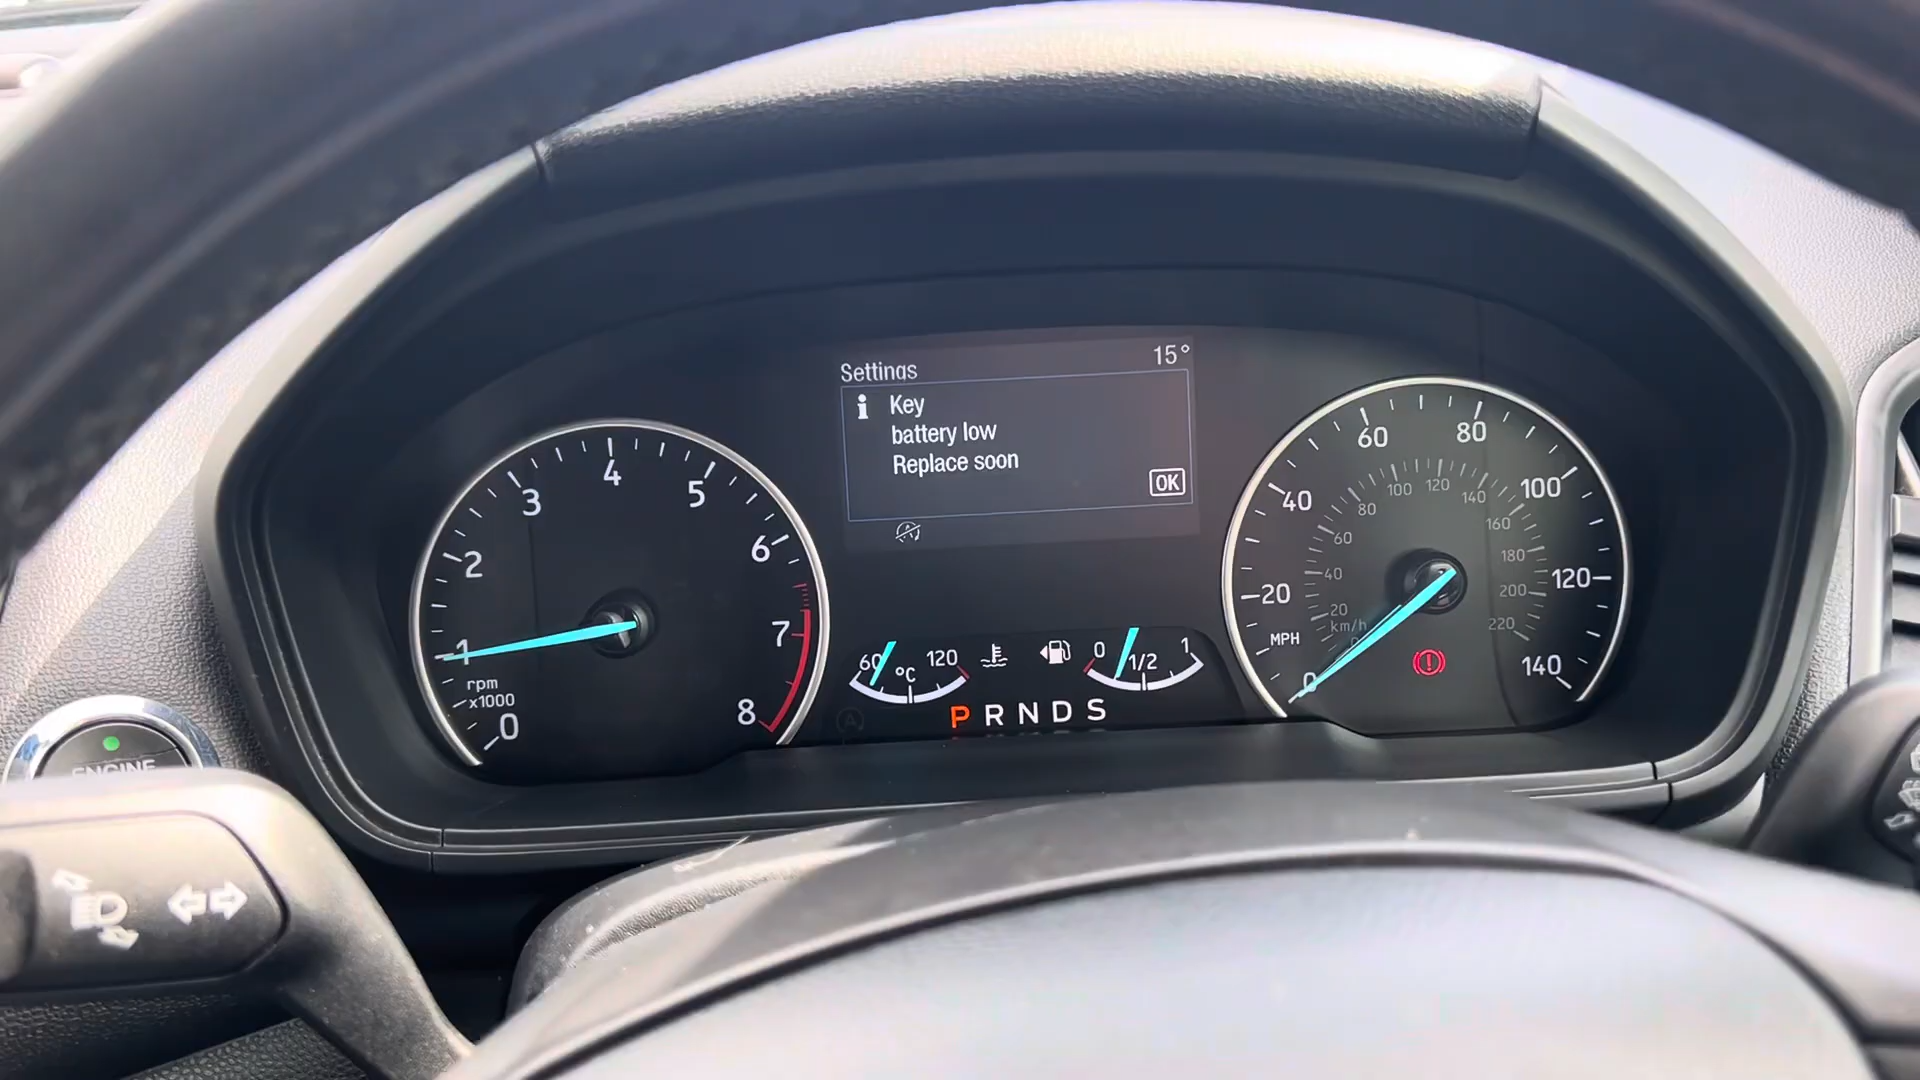 Settings 15°
i Key
battery low
Replace soon
OK
0 1 2 3 4 5 6 7 8
rpm
x1000
60 °C 120
0 1/2 1
P R N D S
0 20 40 60 80 100 120 140
MPH
20 40 60 80 100 120 140 160 180 200 220
km/h
ENGINE
A